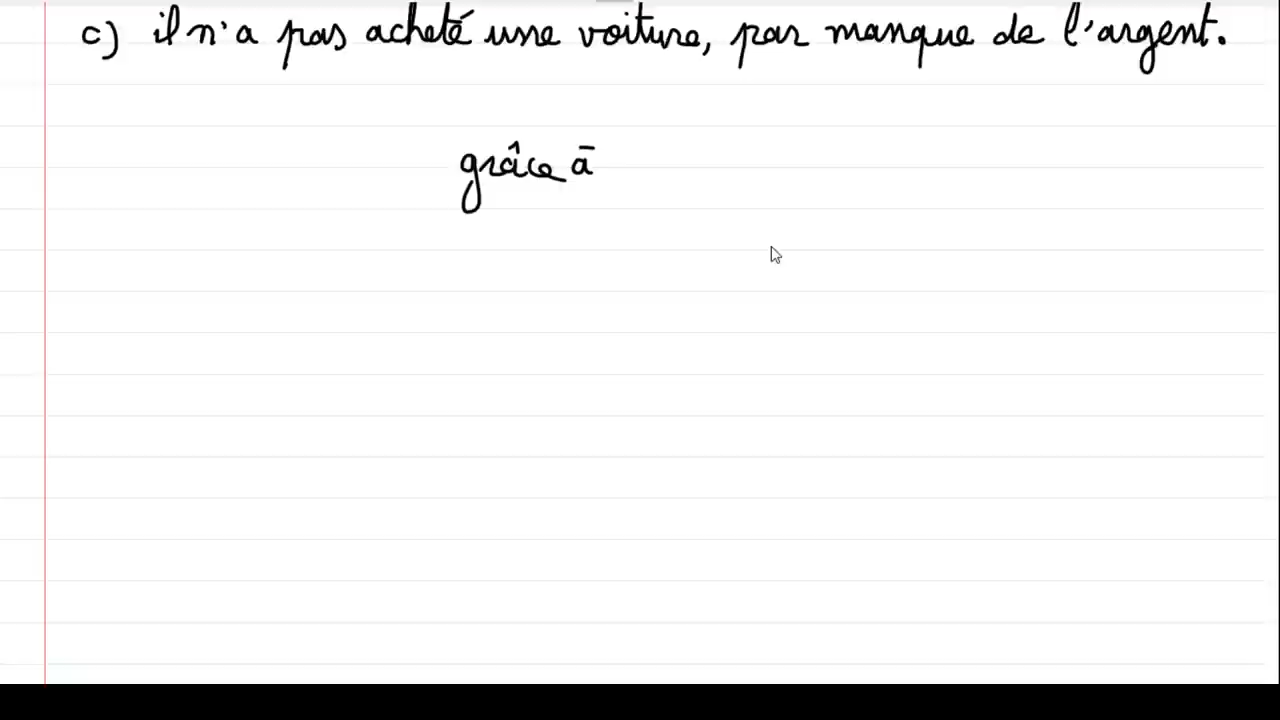 c) il n'a pas acheté une voiture, par manque de l'argent.
grâce ā